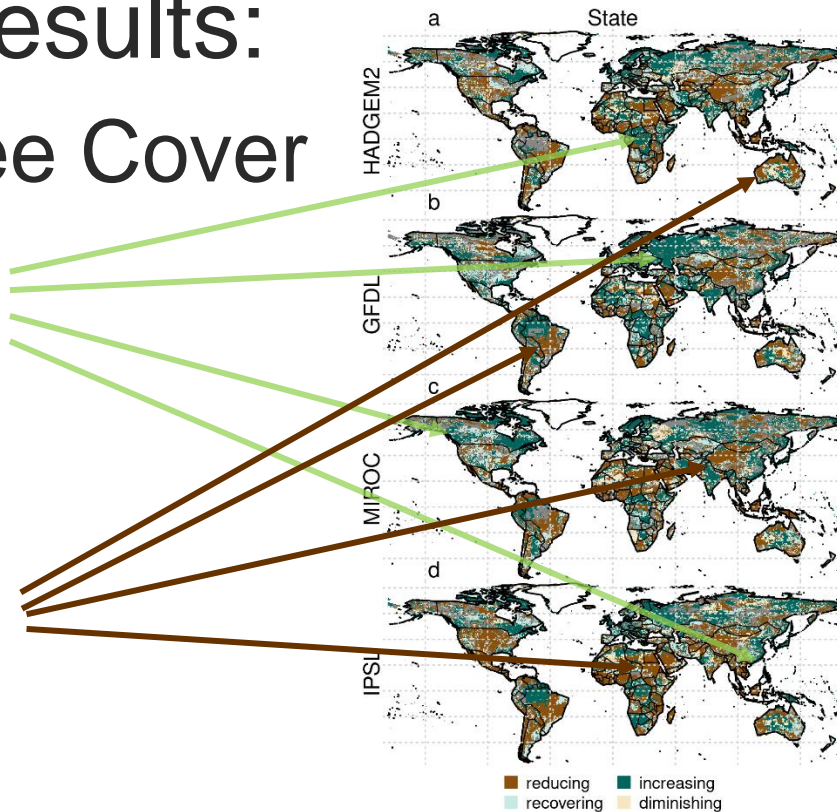 esults:
ee Cover
a
State
HADGEM2
b
GFDL
c
MIROC
d
IPSL
reducing
increasing
recovering
diminishing